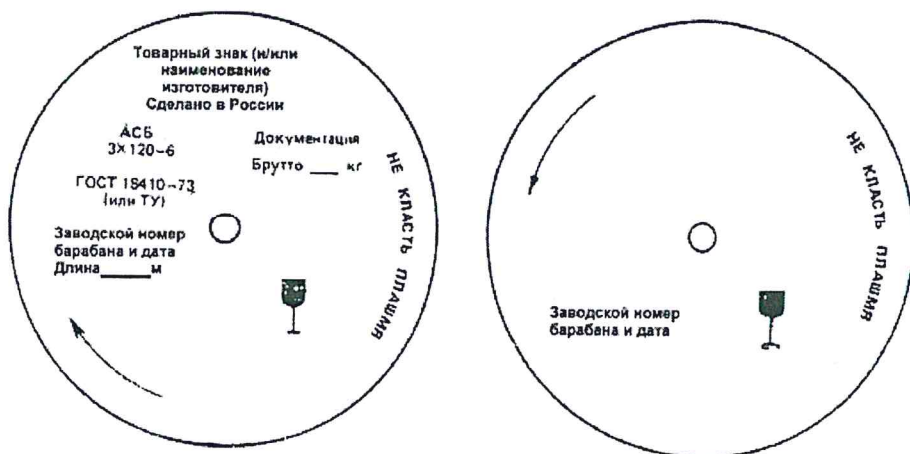 Товарный знак (и/или
наименование
изготовителя)
Сделано в России
АСБ
3×120-6
ГОСТ 18410-73
(или ТУ)
Документация
Брутто ___ кг
Заводской номер
барабана и дата
Длина_____м
НЕ КЛАСТЬ ПЛАШМЯ
НЕ КЛАСТЬ ПЛАШМЯ
Заводской номер
барабана и дата